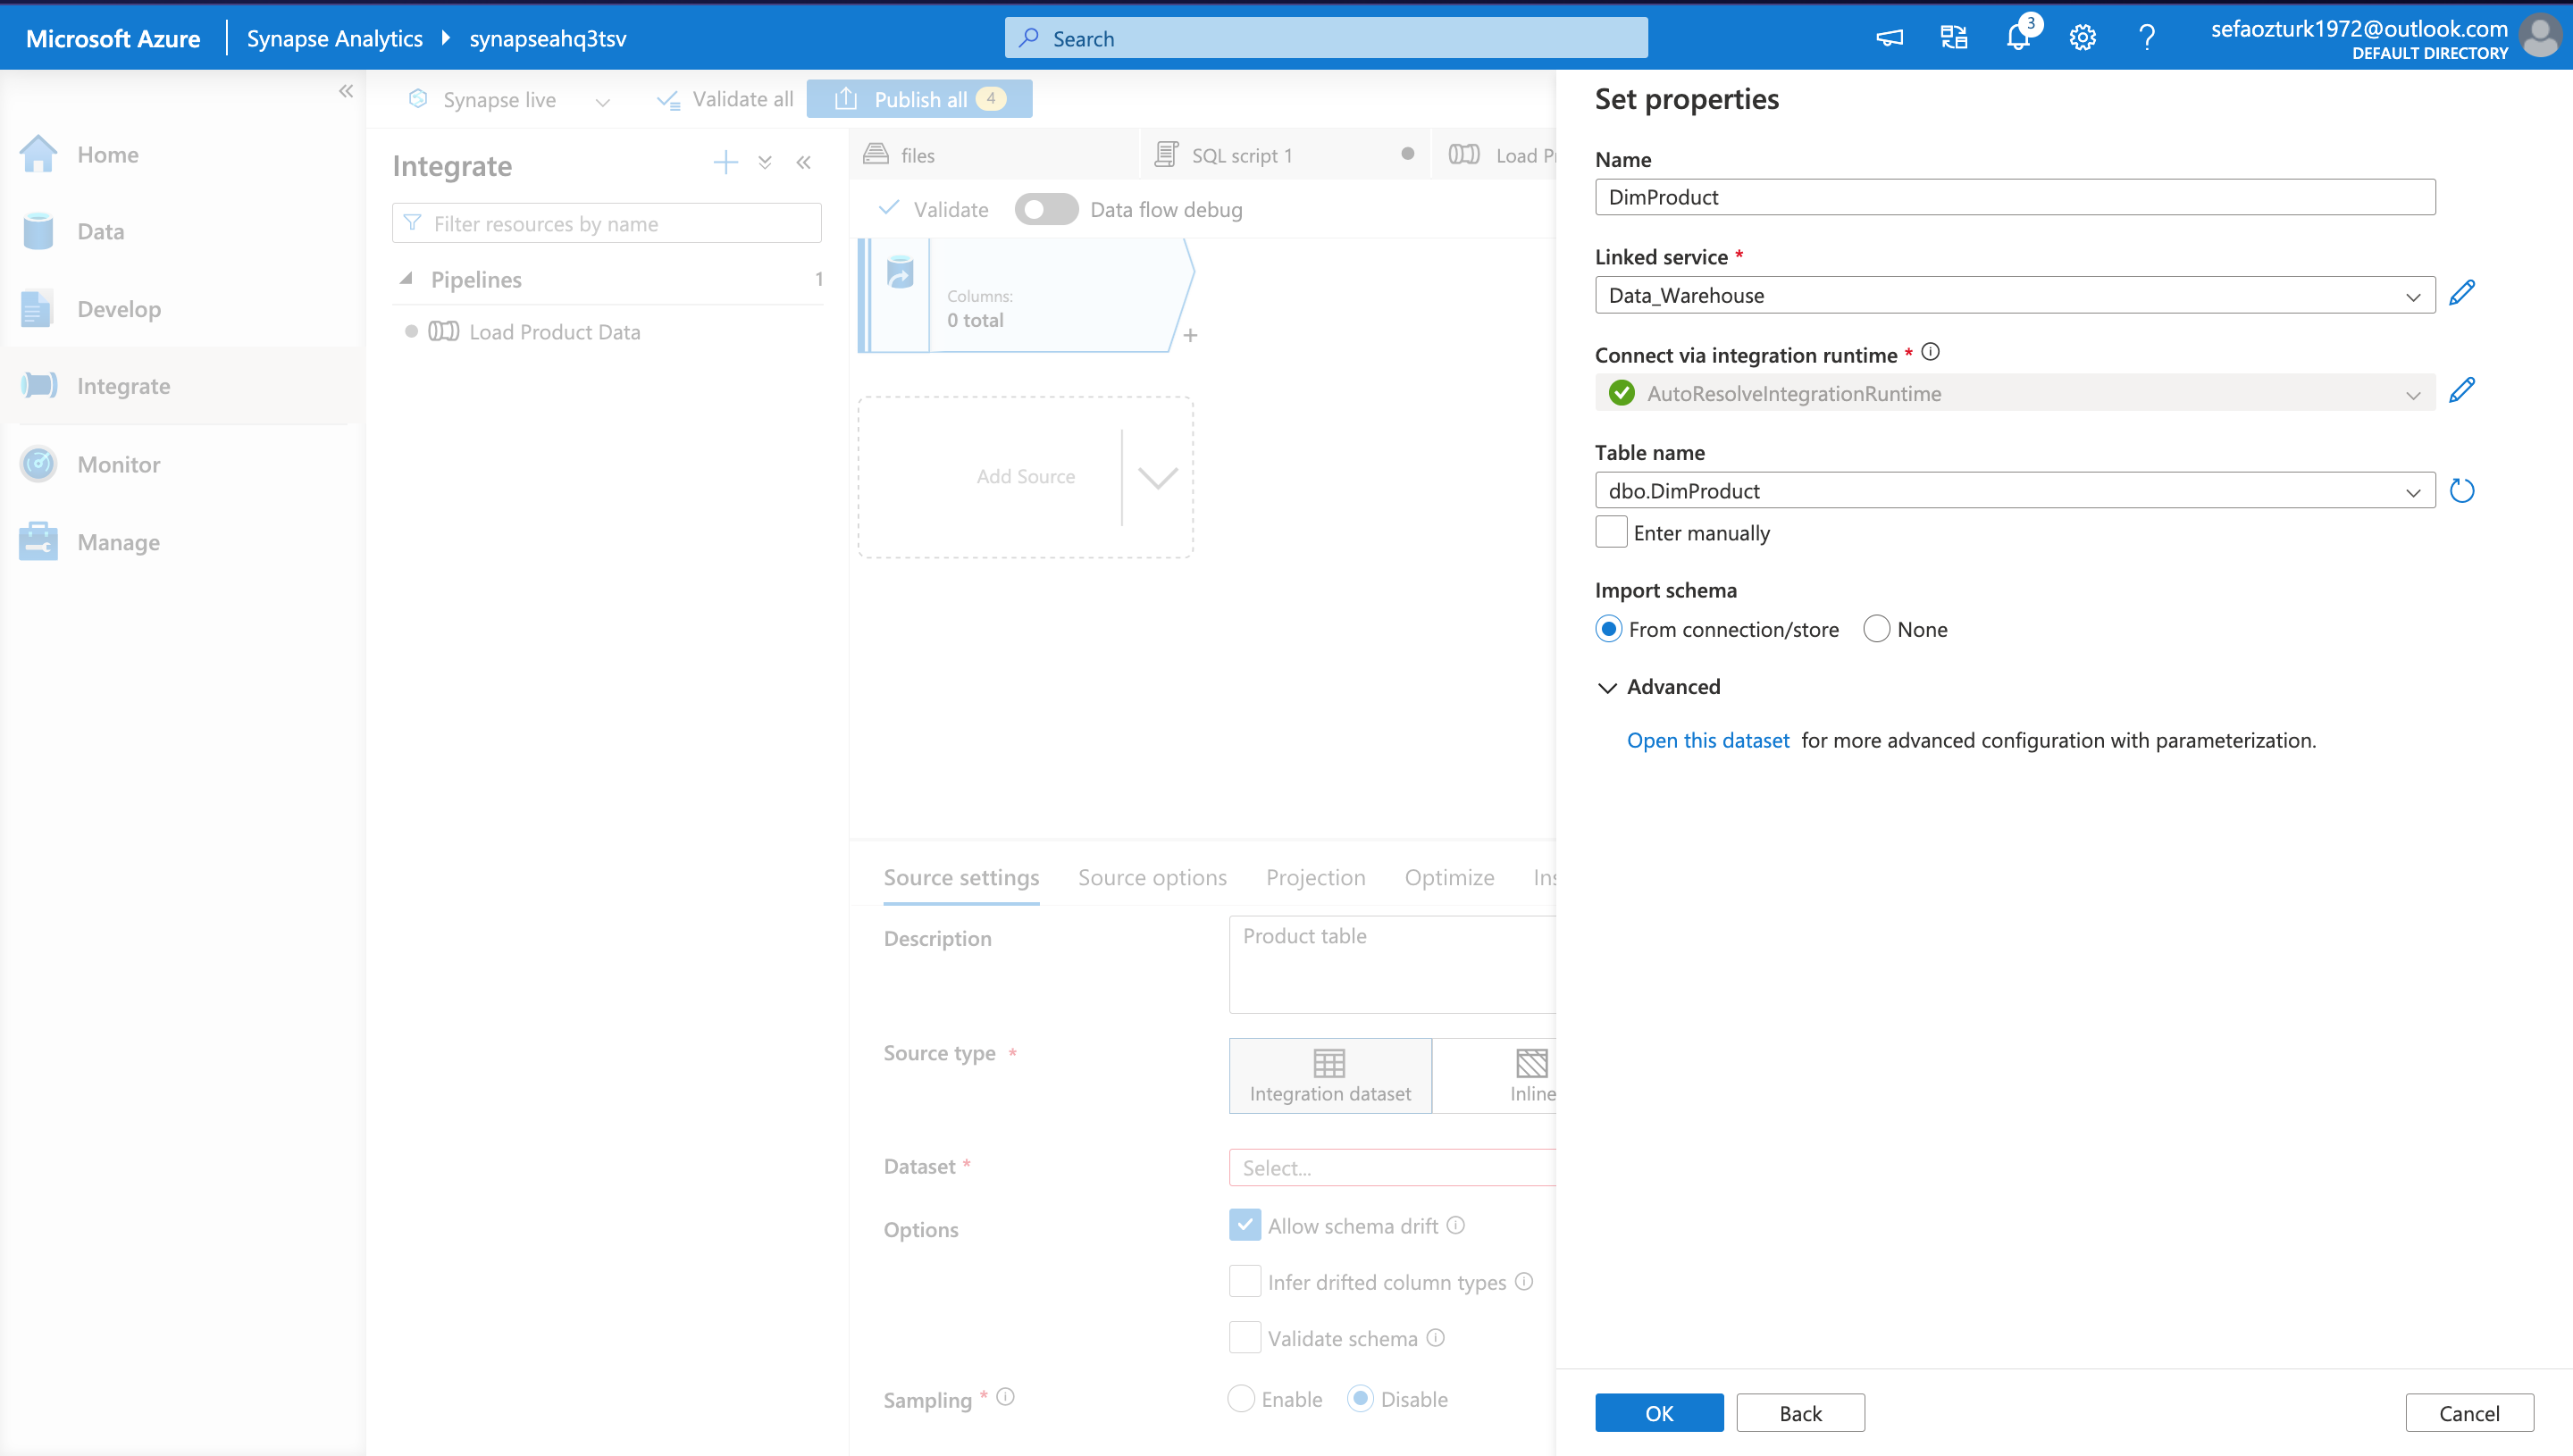 Microsoft Azure
Synapse Analytics
synapseahq3tsv
Search
3
sefaozturk1972@outlook.com
DEFAULT DIRECTORY
Home
Data
Develop
Integrate
Monitor
Manage
Synapse live
Validate all
Publish all
4
Integrate
Filter resources by name
Pipelines
1
Load Product Data
files
SQL script 1
Load
Validate
Data flow debug
Columns:
0 total
Add Source
Source settings
Source options
Projection
Optimize
Description
Product table
Source type *
Integration dataset
Inline
Dataset *
Select...
Options
Allow schema drift
Infer drifted column types
Validate schema
Sampling *
Enable
Disable
Set properties
Name
DimProduct
Linked service *
Data_Warehouse
Connect via integration runtime *
AutoResolveIntegrationRuntime
Table name
dbo.DimProduct
Enter manually
Import schema
From connection/store
None
Advanced
Open this dataset for more advanced configuration with parameterization.
OK
Back
Cancel